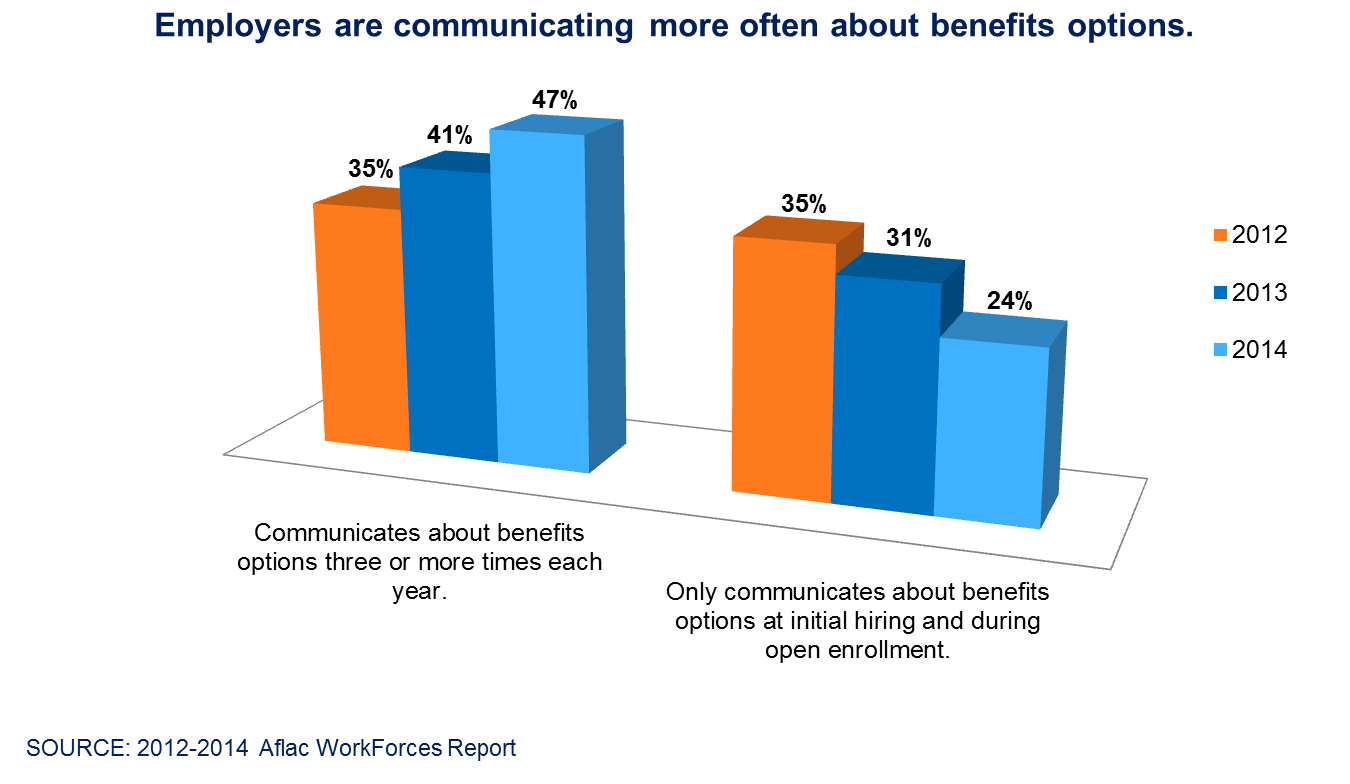 Employers are communicating more often about benefits options.
35%
41%
47%
35%
31%
24%
2012
2013
2014
Communicates about benefits
options three or more times each
year.
Only communicates about benefits
options at initial hiring and during
open enrollment.
SOURCE: 2012-2014 Aflac WorkForces Report